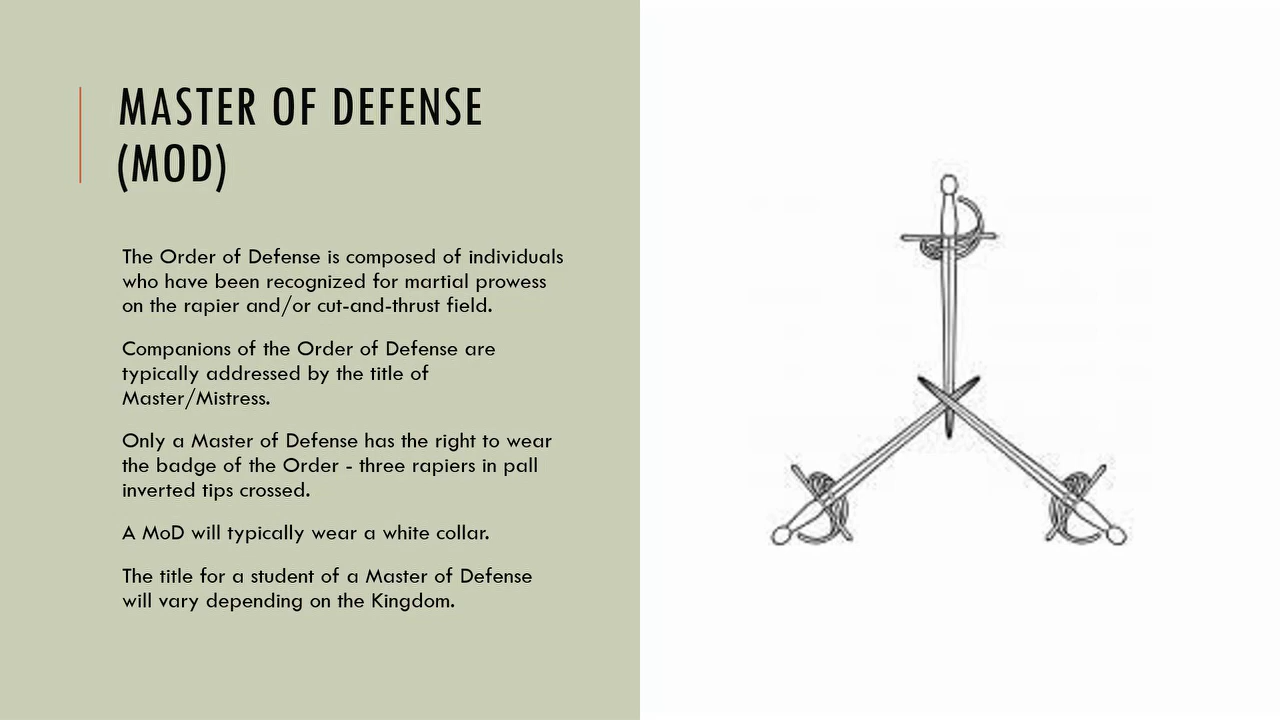 MASTER OF DEFENSE
(MOD)
The Order of Defense is composed of individuals
who have been recognized for martial prowess
on the rapier and/or cut-and-thrust field.
Companions of the Order of Defense are
typically addressed by the title of
Master/Mistress.
Only a Master of Defense has the right to wear
the badge of the Order - three rapiers in pall
inverted tips crossed.
A MoD will typically wear a white collar.
The title for a student of a Master of Defense
will vary depending on the Kingdom.